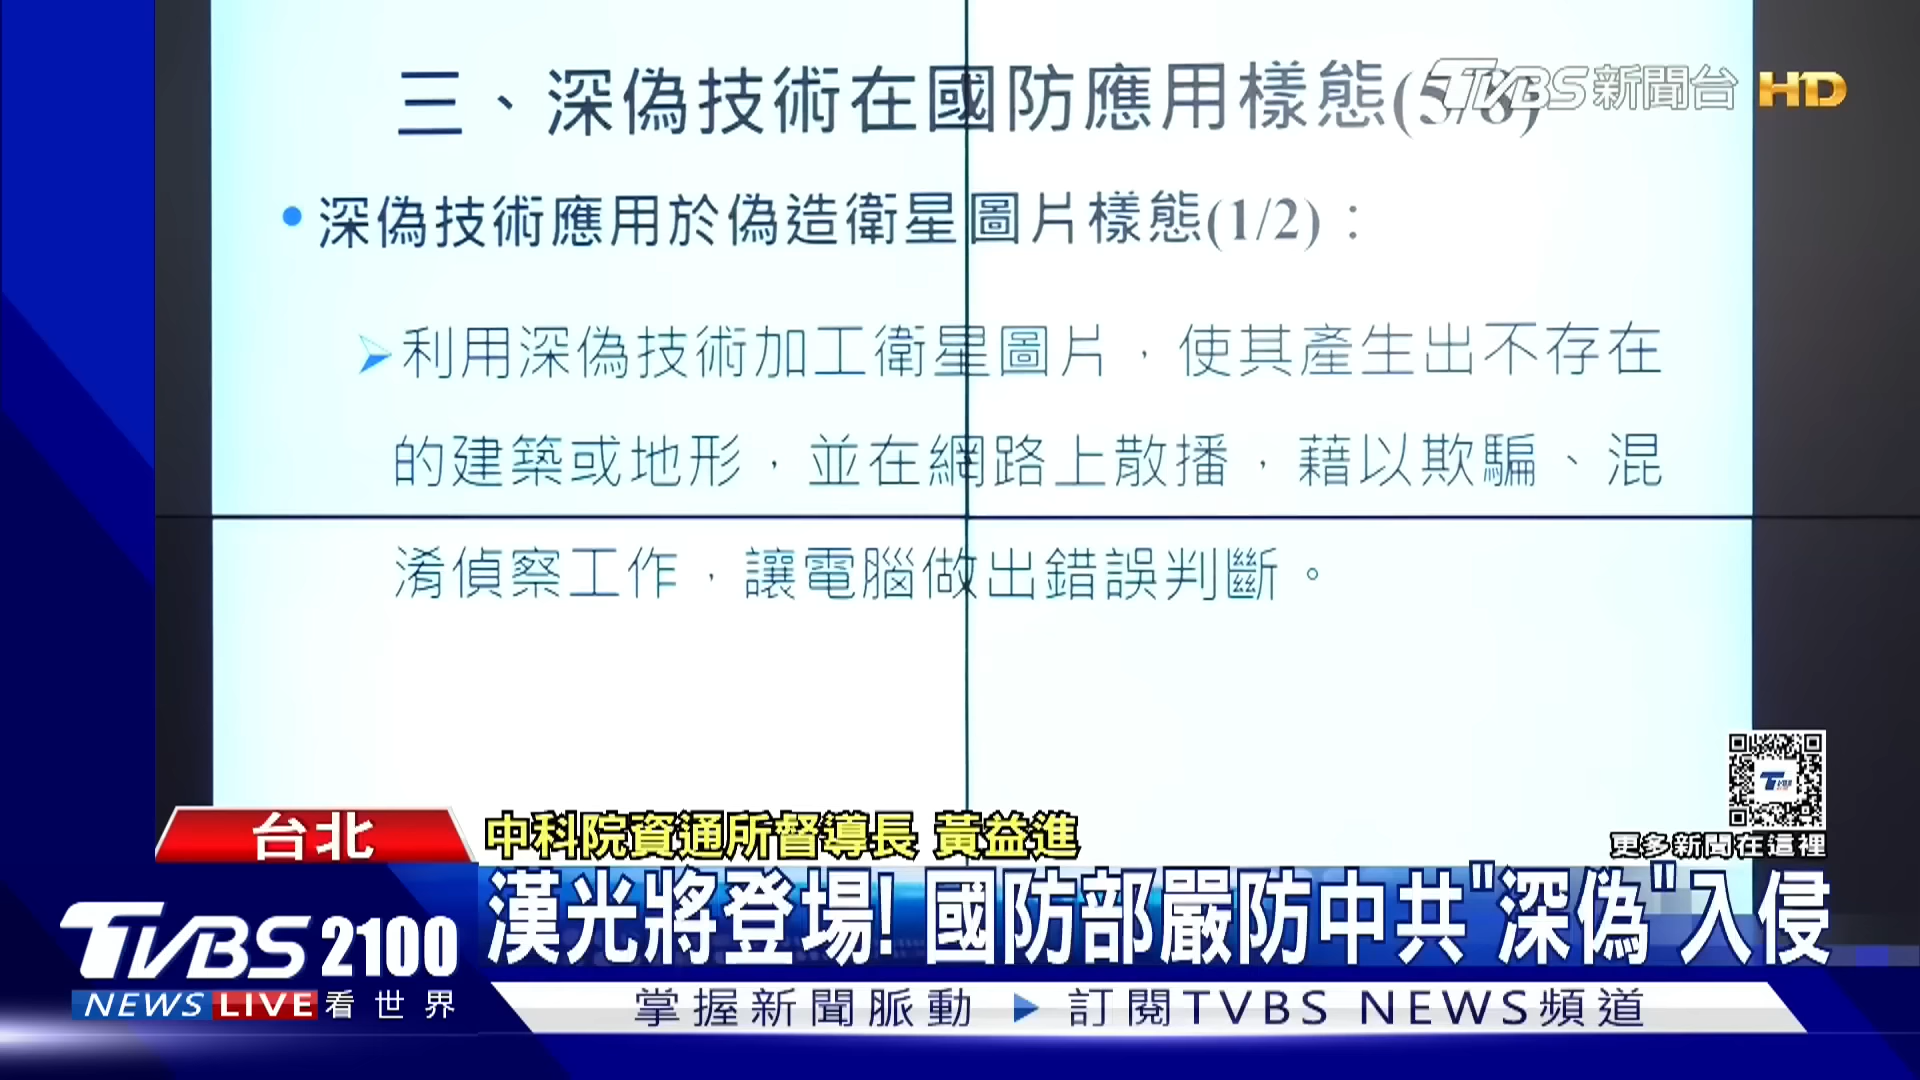 三、深偽技術在國防應用樣態(5/8)
TVBS新聞台 HD
•深偽技術應用於偽造衛星圖片樣態(1/2)：
➢利用深偽技術加工衛星圖片，使其產生出不存在
的建築或地形，並在網路上散播，藉以欺騙、混
淆偵察工作，讓電腦做出錯誤判斷。
TVBS
更多新聞在這裡
台北
中科院資通所督導長 黃益進
漢光將登場! 國防部嚴防中共"深偽"入侵
TVBS 2100
NEWS LIVE 看世界
掌握新聞脈動 ▶ 訂閱TVBS NEWS頻道